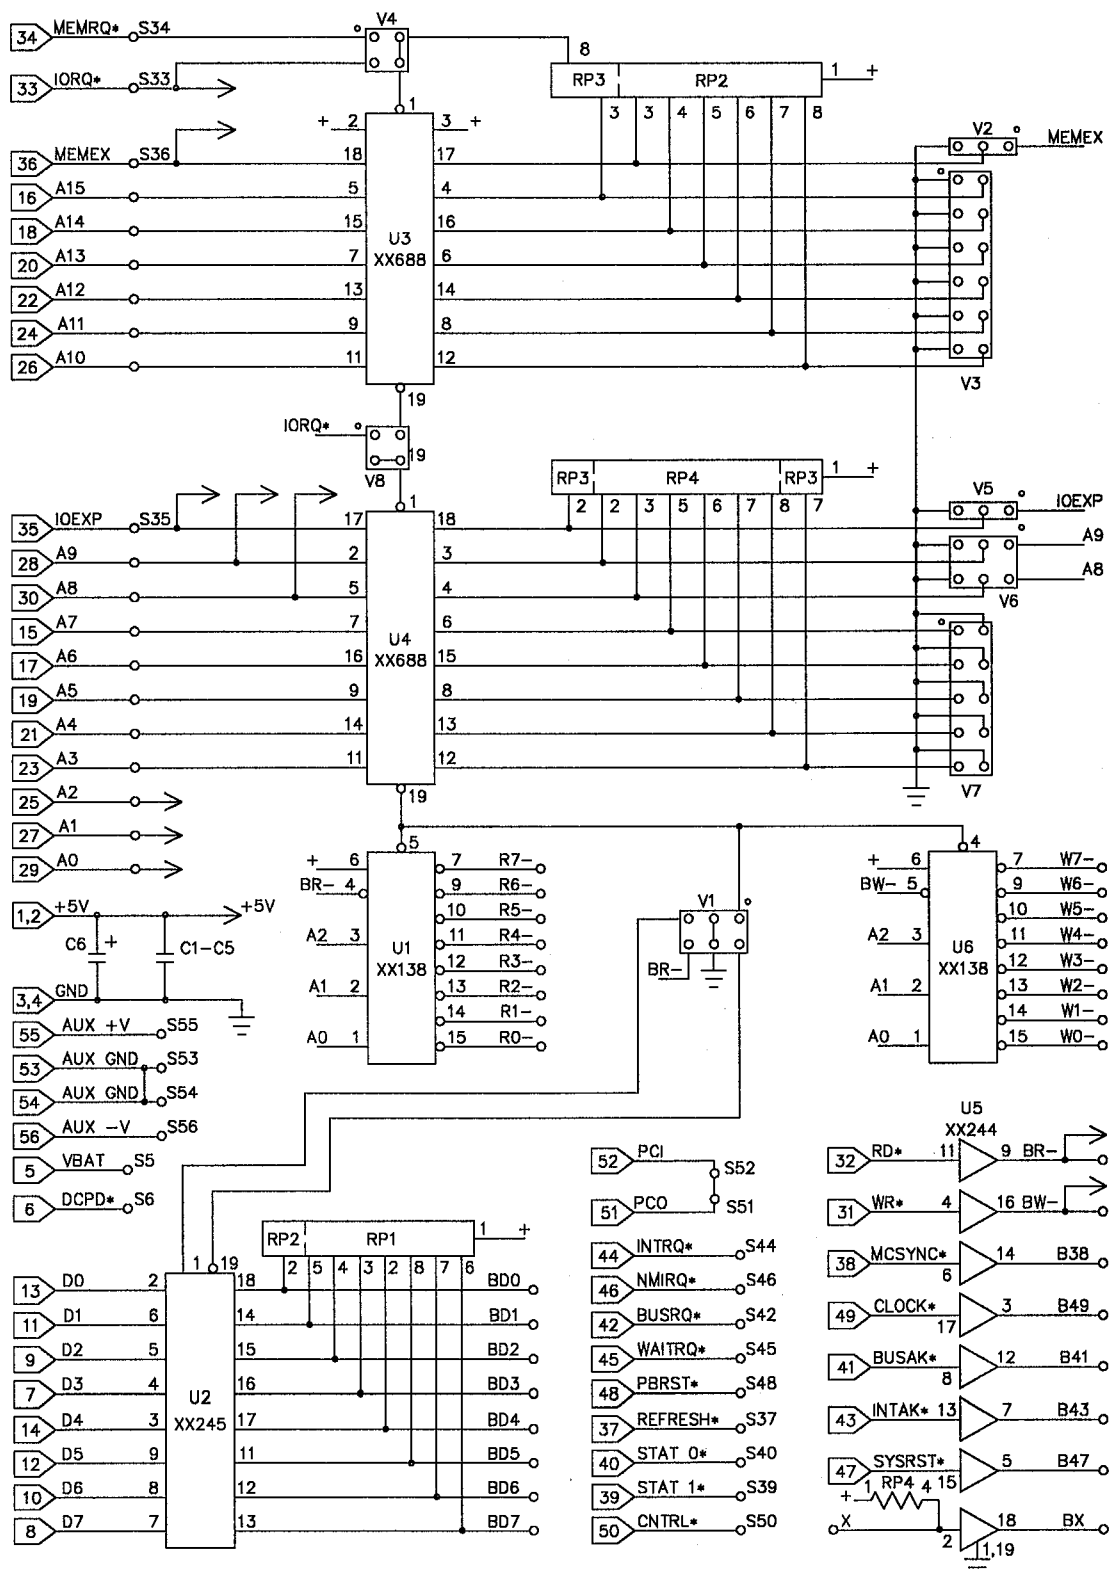 V4
34 MEMRQ* S34
8
33 IORQ* S33
RP3 RP2 1 +
1
3 3 4 5 6 7 8
+ 2 3 +
V2
MEMEX
36 MEMEX S36 18 17
16 A15 5 4
18 A14 15 16
U3
XX688
20 A13 7 6
22 A12 13 14
24 A11 9 8
26 A10 11 12
V3
19
IORQ*
19
V8
RP3 RP4 RP3 1 +
1
2 2 3 5 6 7 8 7
V5
IOEXP
35 IOEXP S35 17 18
28 A9 2 3
A9
30 A8 5 4
A8
V6
15 A7 7 6
U4
XX688
17 A6 16 15
19 A5 9 8
21 A4 14 13
23 A3 11 12
V7
19
25 A2
27 A1
29 A0
5
+ 6 7 R7-
BR- 4 9 R6-
10 R5-
A2 3 11 R4-
U1
XX138
12 R3-
A1 2 13 R2-
14 R1-
A0 1 15 R0-
V1
BR-
4
+ 6 7 W7-
BW- 5 9 W6-
10 W5-
A2 3 11 W4-
U6
XX138
12 W3-
A1 2 13 W2-
14 W1-
A0 1 15 W0-
1,2 +5V +5V
C6 + C1-C5
3,4 GND
55 AUX +V S55
53 AUX GND S53
54 AUX GND S54
56 AUX -V S56
5 VBAT S5
6 DCPD* S6
RP2 RP1 1 +
2 5 4 3 2 8 7 6
1 19
13 D0 2 18 BD0
11 D1 6 14 BD1
9 D2 5 15 BD2
7 D3 4 16 BD3
U2
XX245
14 D4 3 17 BD4
12 D5 9 11 BD5
10 D6 8 12 BD6
8 D7 7 13 BD7
52 PCI S52
51 PCO S51
44 INTRQ* S44
46 NMIRQ* S46
42 BUSRQ* S42
45 WAITRQ* S45
48 PBRST* S48
37 REFRESH* S37
40 STAT 0* S40
39 STAT 1* S39
50 CNTRL* S50
U5
XX244
32 RD* 11 9 BR-
31 WR* 4 16 BW-
38 MCSYNC* 6 14 B38
49 CLOCK* 17 3 B49
41 BUSAK* 8 12 B41
43 INTAK* 13 7 B43
47 SYSRST* 15 5 B47
+ 1 RP4 4
X 2 18 BX
1,19